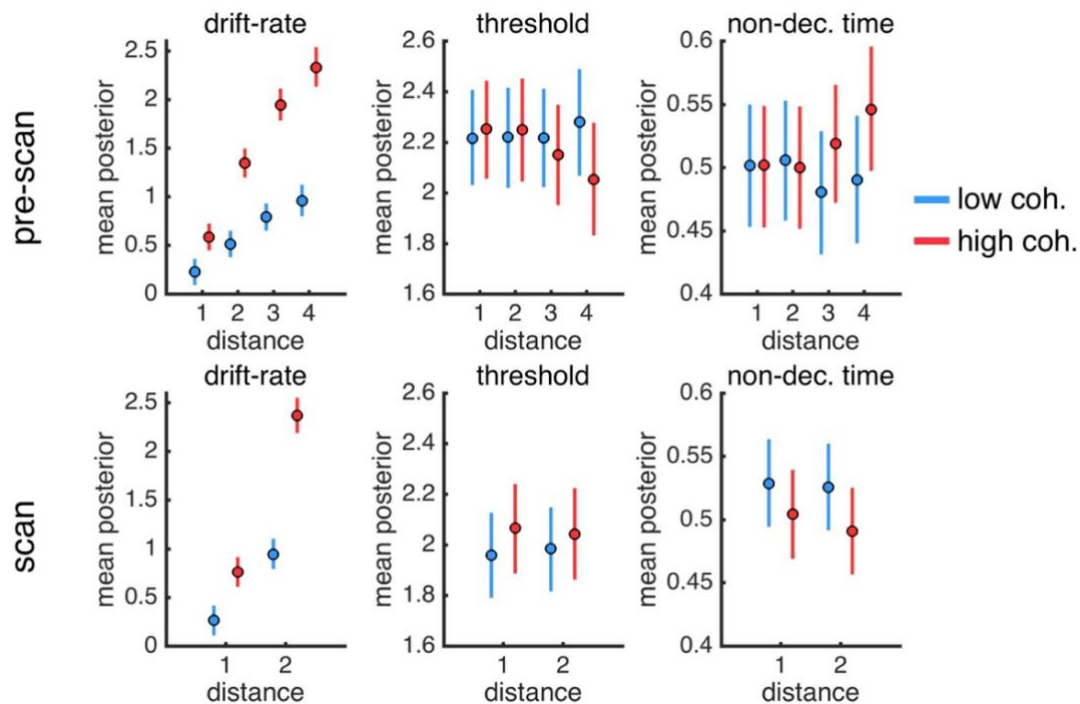 pre-scan
drift-rate
mean posterior
2.5
2
1.5
1
0.5
0
1 2 3 4
distance
threshold
mean posterior
2.6
2.4
2.2
2
1.8
1.6
1 2 3 4
distance
non-dec. time
mean posterior
0.6
0.55
0.5
0.45
0.4
1 2 3 4
distance
low coh.
high coh.
scan
drift-rate
mean posterior
2.5
2
1.5
1
0.5
0
1 2
distance
threshold
mean posterior
2.6
2.4
2.2
2
1.8
1.6
1 2
distance
non-dec. time
mean posterior
0.6
0.55
0.5
0.45
0.4
1 2
distance